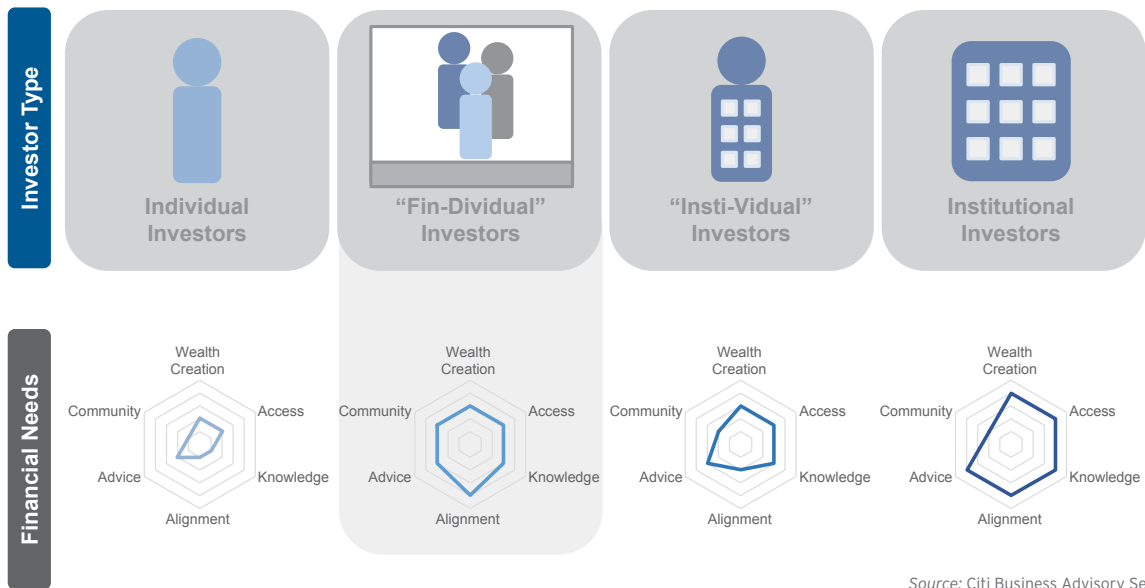 Investor Type
Individual
Investors
“Fin-Dividual”
Investors
“Insti-Vidual”
Investors
Institutional
Investors
Financial Needs
Wealth
Creation
Community
Access
Advice
Knowledge
Alignment
Wealth
Creation
Community
Access
Advice
Knowledge
Alignment
Wealth
Creation
Community
Access
Advice
Knowledge
Alignment
Wealth
Creation
Community
Access
Advice
Knowledge
Alignment
Source: Citi Business Advisory